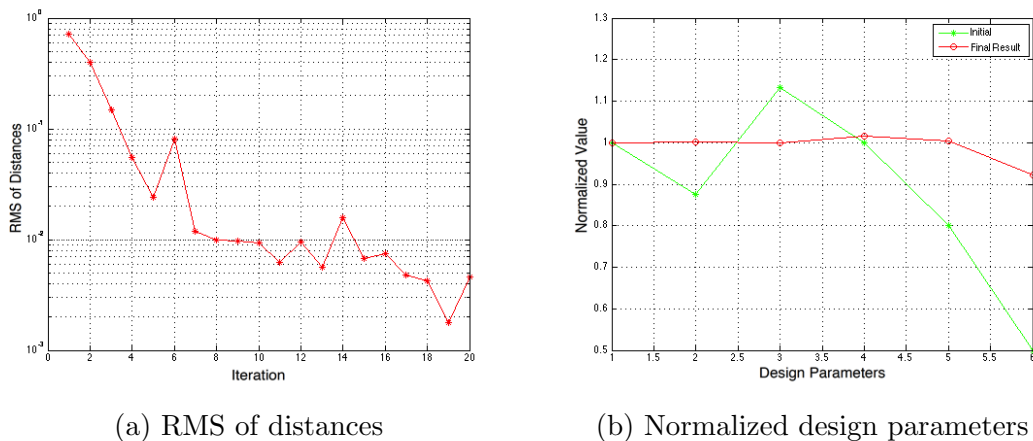 10^0
10^-1
10^-2
10^-3
RMS of Distances
0 2 4 6 8 10 12 14 16 18 20
Iteration
(a) RMS of distances
1.3
1.2
1.1
1
0.9
0.8
0.7
0.6
0.5
Normalized Value
Initial
Final Result
1 1.5 2 2.5 3 3.5 4 4.5 5 5.5 6
Design Parameters
(b) Normalized design parameters